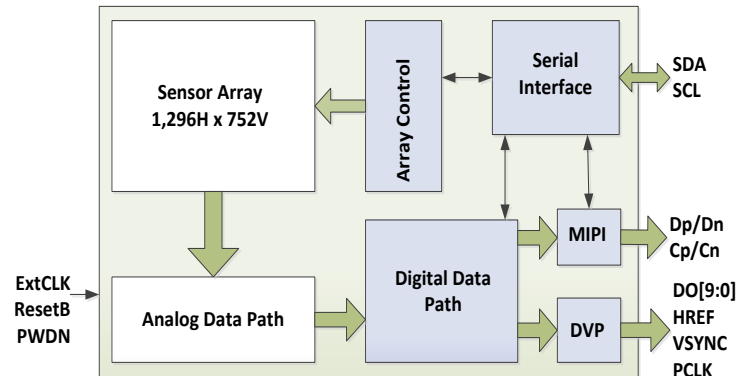 Sensor Array
1,296H x 752V
Array Control
Serial
Interface
SDA
SCL
MIPI
Dp/Dn
Cp/Cn
ExtCLK
ResetB
PWDN
Analog Data Path
Digital Data
Path
DVP
DO[9:0]
HREF
VSYNC
PCLK